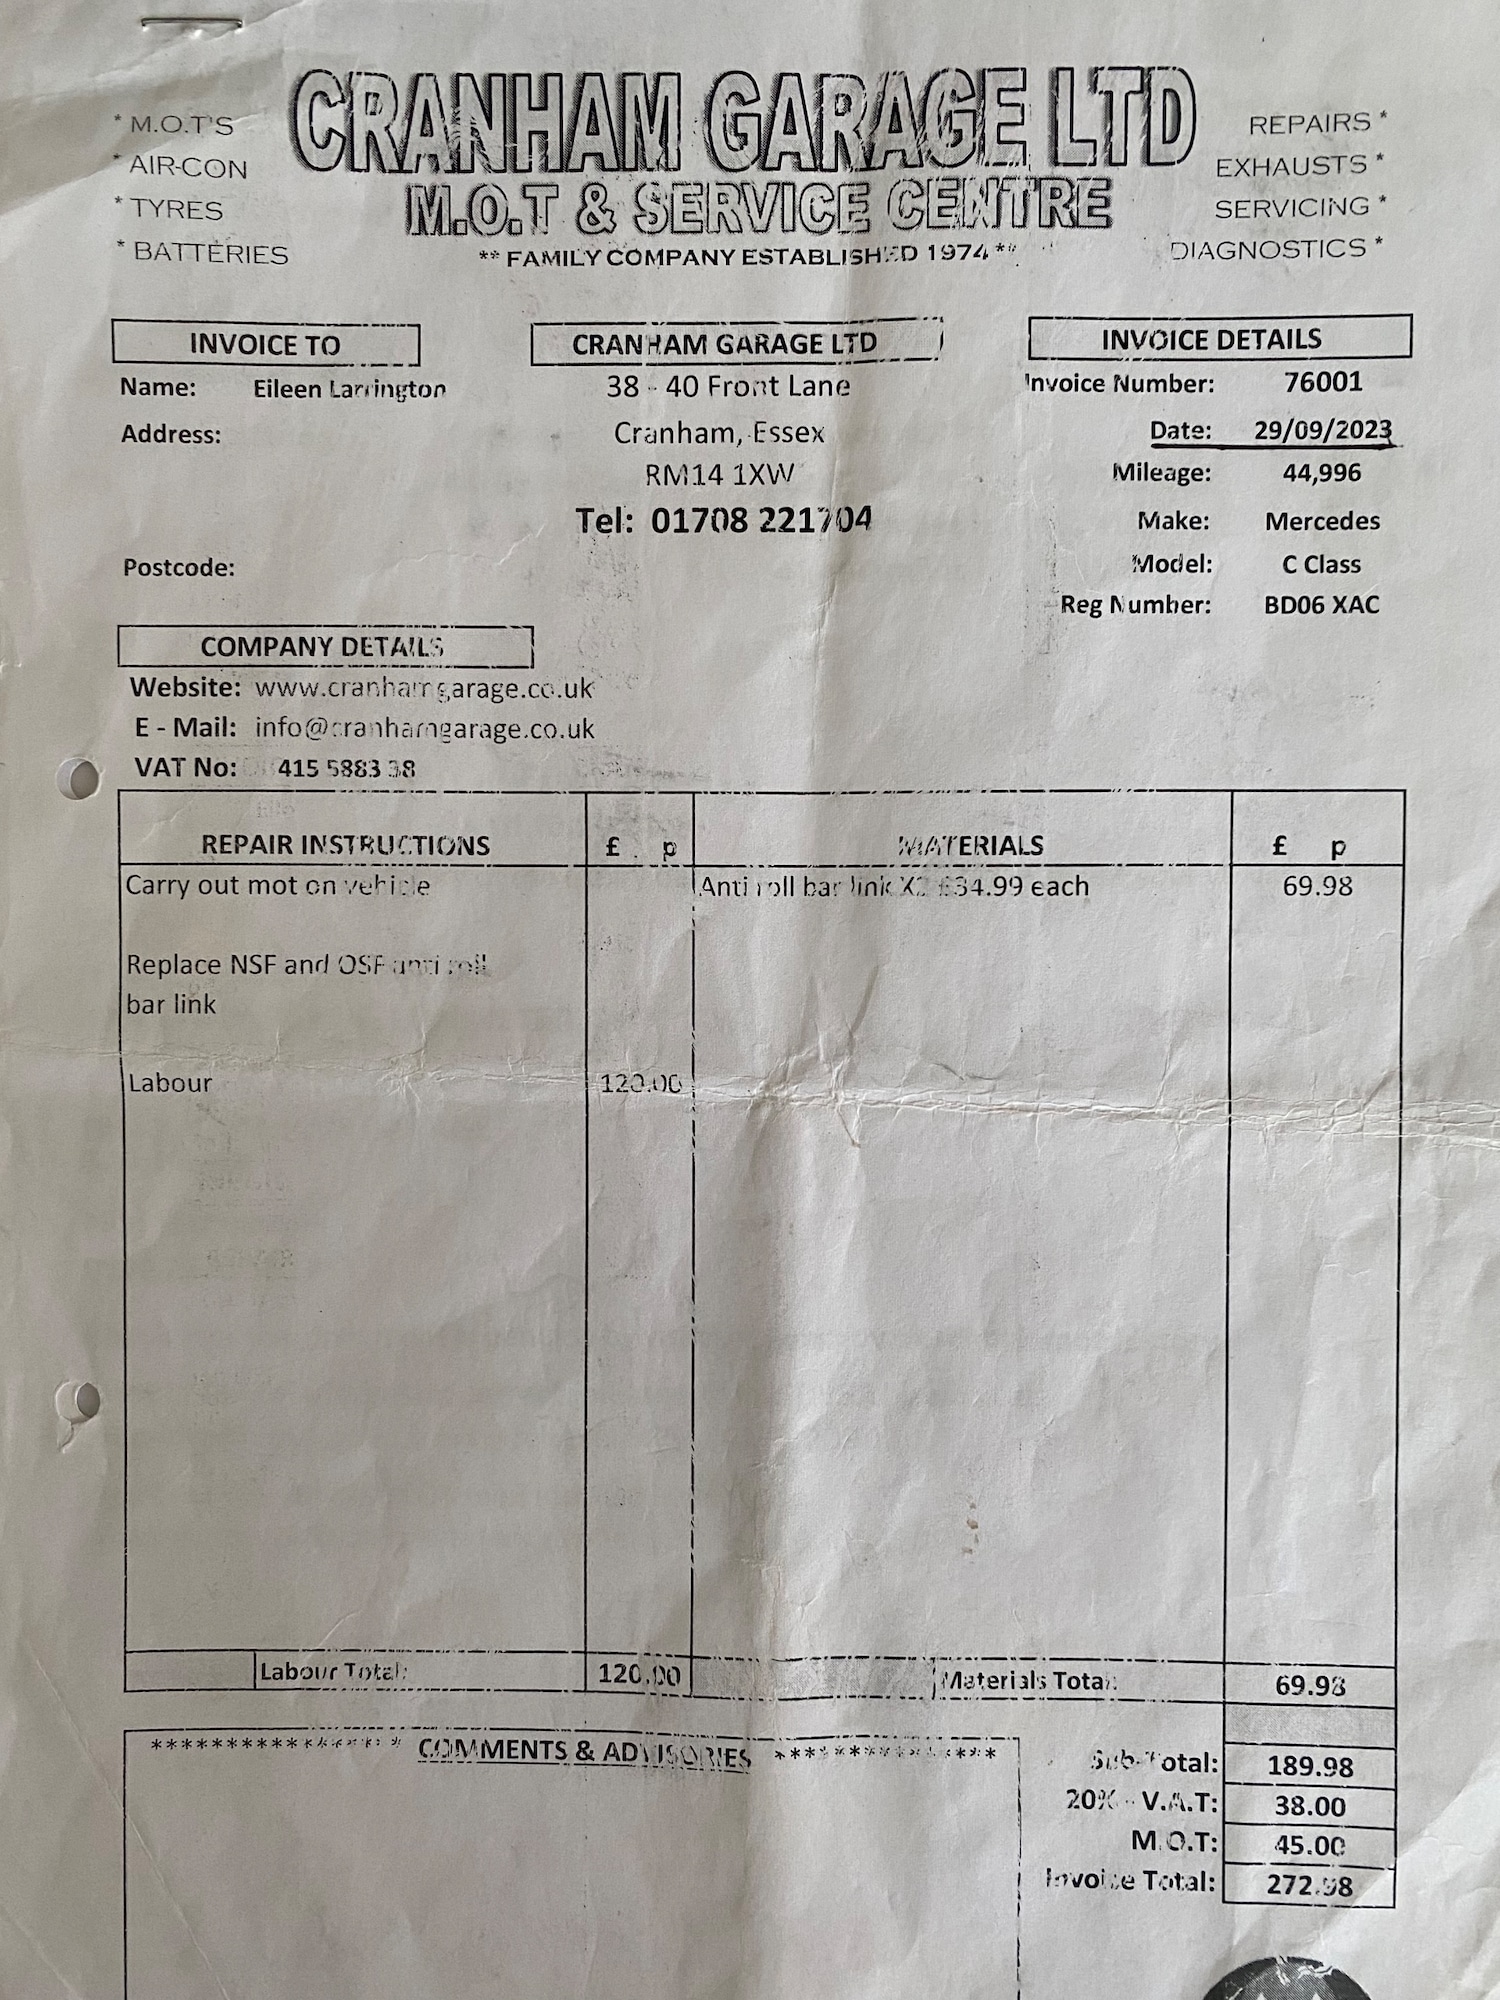 CRANHAM GARAGE LTD
M.O.T & SERVICE CENTRE
** FAMILY COMPANY ESTABLISHED 1974 **
* M.O.T'S
* AIR-CON
* TYRES
* BATTERIES
REPAIRS *
EXHAUSTS *
SERVICING *
DIAGNOSTICS *
INVOICE TO
Name: Eileen Larrington
Address:
Postcode:
CRANHAM GARAGE LTD
38 - 40 Front Lane
Cranham, Essex
RM14 1XW
Tel: 01708 221704
INVOICE DETAILS
Invoice Number: 76001
Date: 29/09/2023
Mileage: 44,996
Make: Mercedes
Model: C Class
Reg Number: BD06 XAC
COMPANY DETAILS
Website: www.cranhamgarage.co.uk
E - Mail: info@cranhamgarage.co.uk
VAT No: 415 5883 38
REPAIR INSTRUCTIONS £ p MATERIALS £ p
Carry out mot on vehicle Anti roll bar link X2 £34.99 each 69.98
Replace NSF and OSF anti roll
bar link
Labour 120.00
Labour Total: 120.00 Materials Total: 69.98
**************** COMMENTS & ADVISORIES ****************
Sub-Total: 189.98
20% - V.A.T: 38.00
M.O.T: 45.00
Invoice Total: 272.98